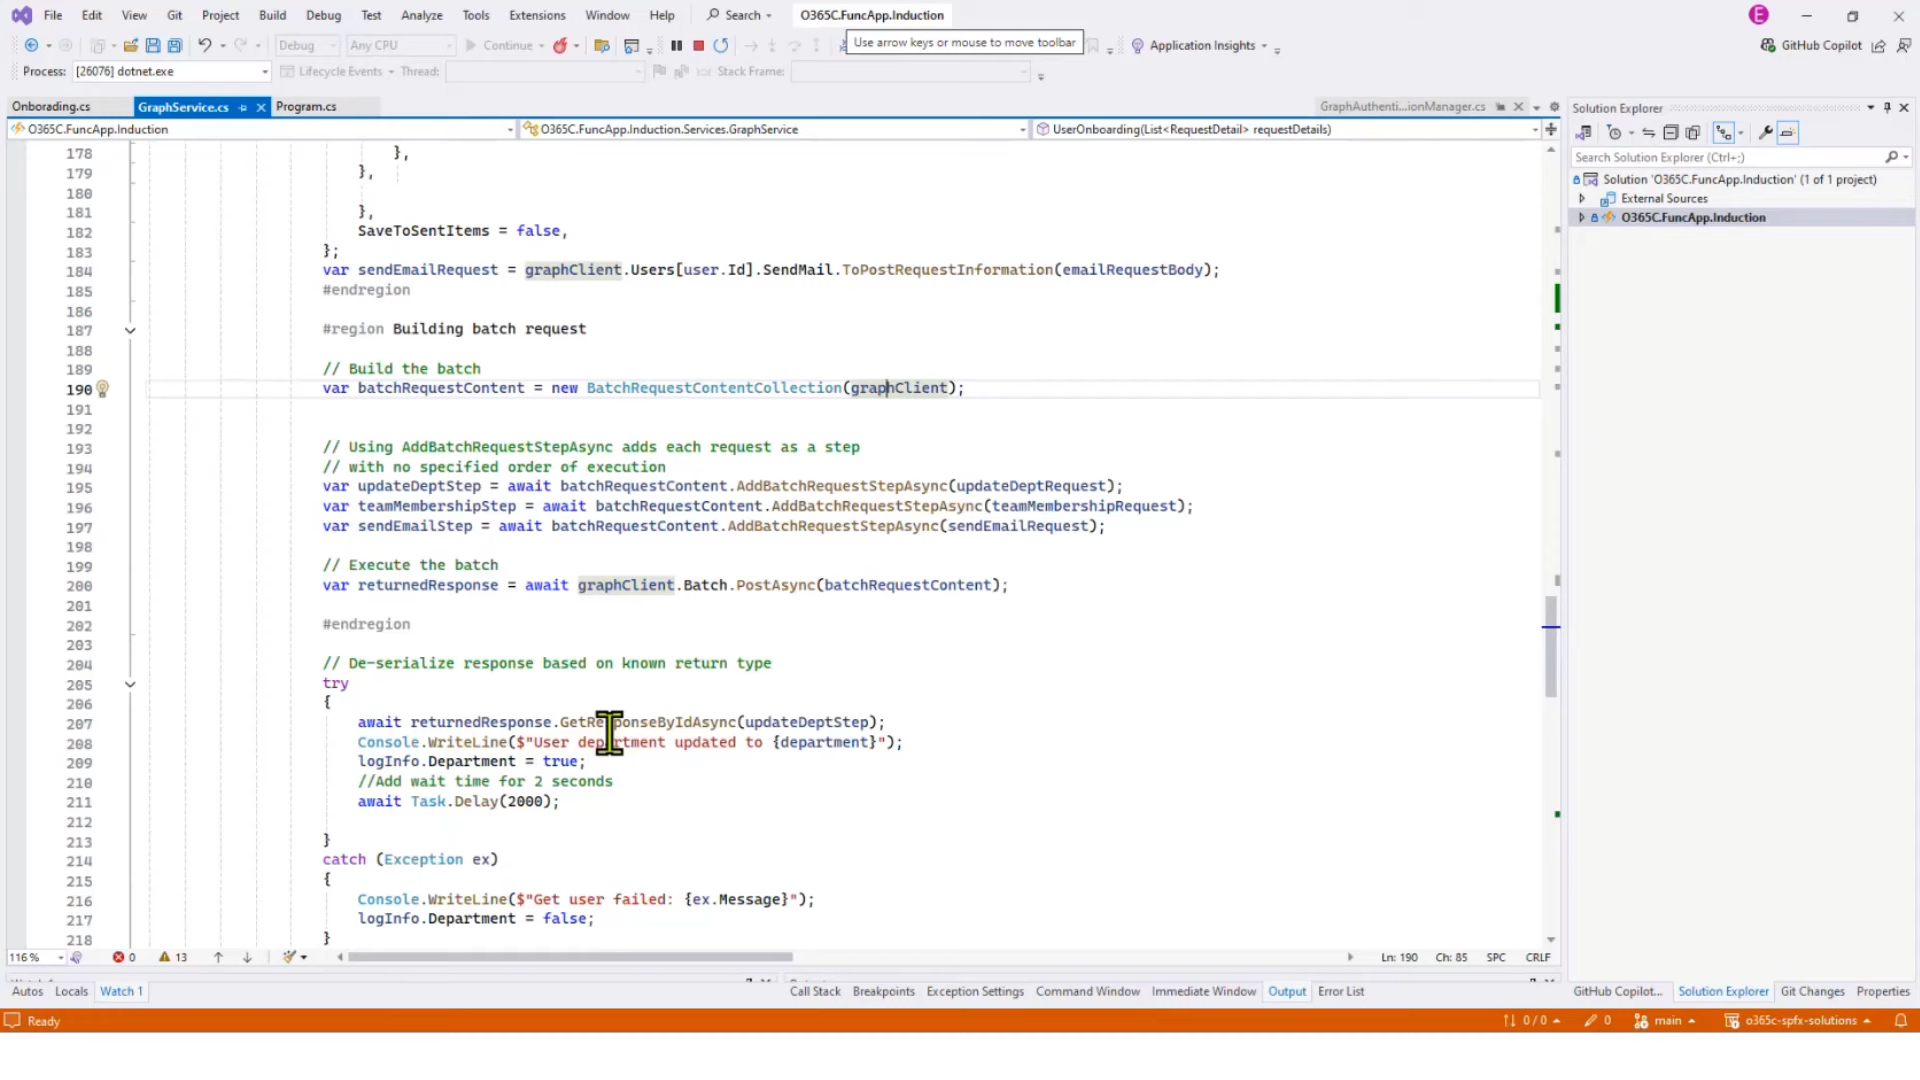 File Edit View Git Project Build Debug Test Analyze Tools Extensions Window Help Search O365C.FuncApp.Induction E
Debug Any CPU Continue Use arrow keys or mouse to move toolbar Application Insights GitHub Copilot
Process: [26076] dotnet.exe Lifecycle Events Thread: Stack Frame:
Onborading.cs GraphService.cs Program.cs GraphAuthenti...ionManager.cs
O365C.FuncApp.Induction O365C.FuncApp.Induction.Services.GraphService UserOnboarding(List<RequestDetail> requestDetails)
178 },
179 },
180
181 },
182 SaveToSentItems = false,
183 };
184 var sendEmailRequest = graphClient.Users[user.Id].SendMail.ToPostRequestInformation(emailRequestBody);
185 #endregion
186
187 #region Building batch request
188
189 // Build the batch
190 var batchRequestContent = new BatchRequestContentCollection(graphClient);
191
192
193 // Using AddBatchRequestStepAsync adds each request as a step
194 // with no specified order of execution
195 var updateDeptStep = await batchRequestContent.AddBatchRequestStepAsync(updateDeptRequest);
196 var teamMembershipStep = await batchRequestContent.AddBatchRequestStepAsync(teamMembershipRequest);
197 var sendEmailStep = await batchRequestContent.AddBatchRequestStepAsync(sendEmailRequest);
198
199 // Execute the batch
200 var returnedResponse = await graphClient.Batch.PostAsync(batchRequestContent);
201
202 #endregion
203
204 // De-serialize response based on known return type
205 try
206 {
207 await returnedResponse.GetResponseByIdAsync(updateDeptStep);
208 Console.WriteLine($"User department updated to {department}");
209 logInfo.Department = true;
210 //Add wait time for 2 seconds
211 await Task.Delay(2000);
212
213 }
214 catch (Exception ex)
215 {
216 Console.WriteLine($"Get user failed: {ex.Message}");
217 logInfo.Department = false;
218 }
116 % 0 13 Ln: 190 Ch: 85 SPC CRLF
Autos Locals Watch 1 Call Stack Breakpoints Exception Settings Command Window Immediate Window Output Error List
Ready 0 / 0 0 main o365c-spfx-solutions
Solution Explorer
Search Solution Explorer (Ctrl+;)
Solution 'O365C.FuncApp.Induction' (1 of 1 project)
External Sources
O365C.FuncApp.Induction
GitHub Copilot... Solution Explorer Git Changes Properties